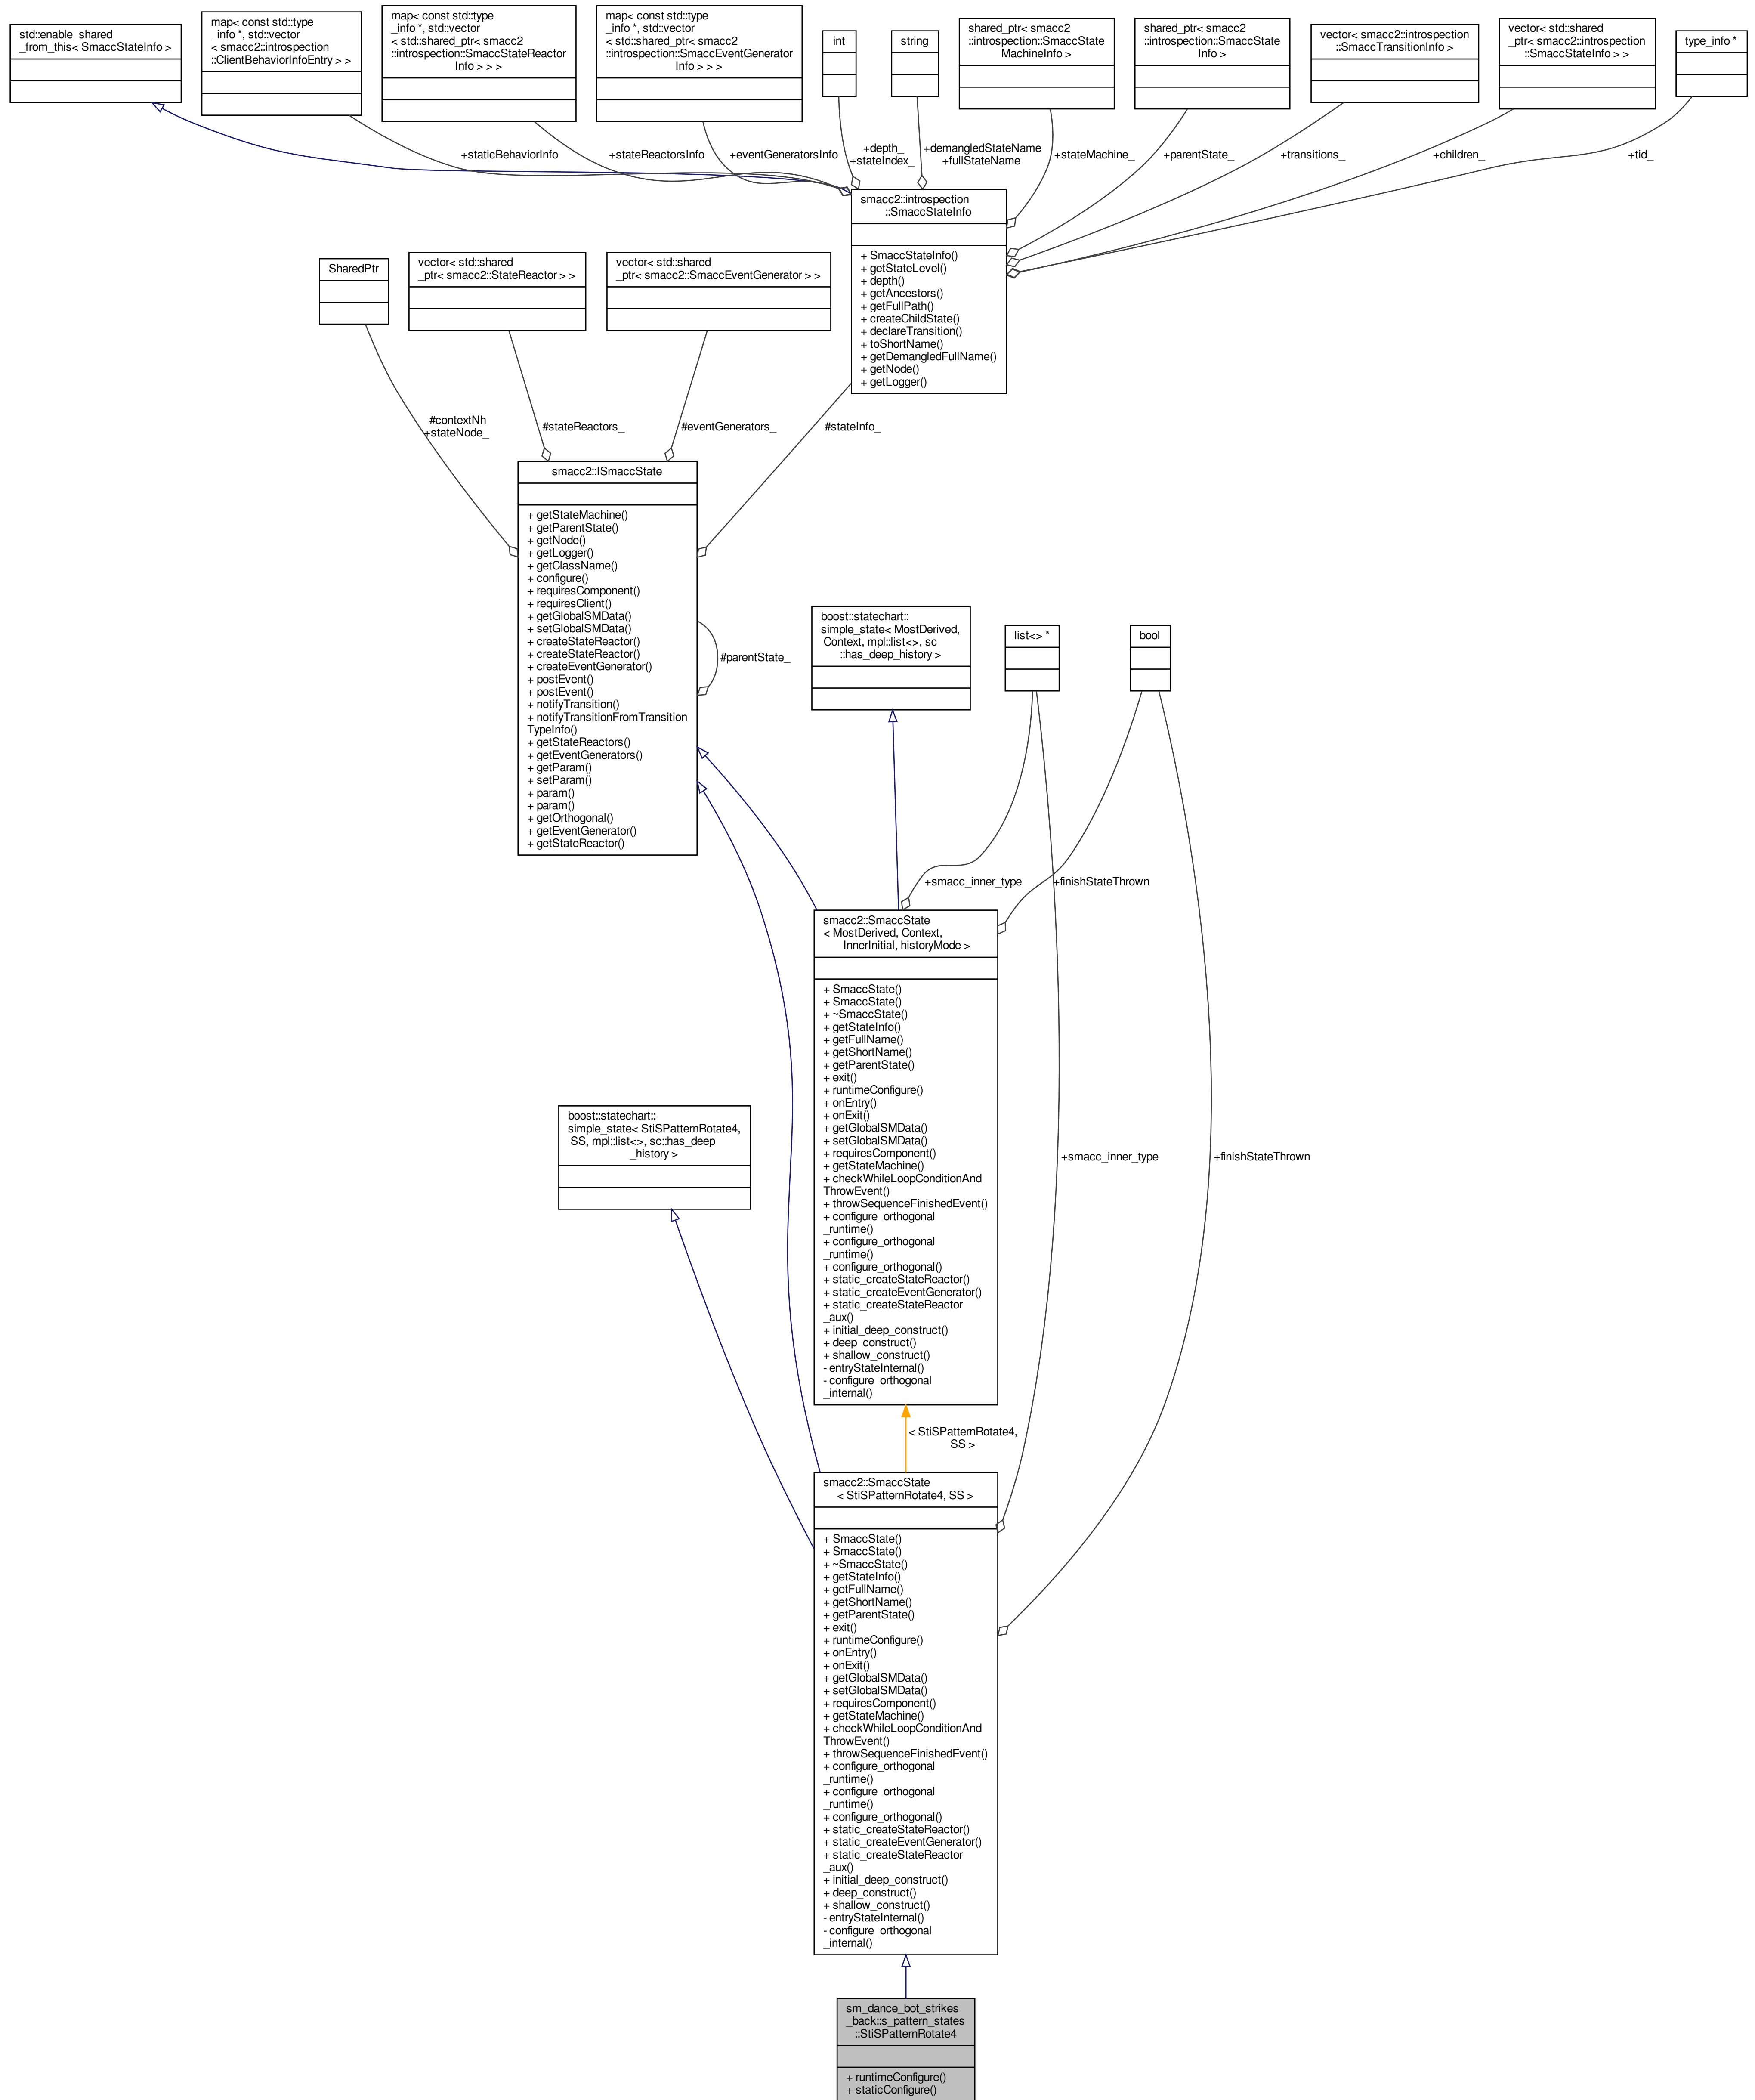 std::enable_shared
_from_this< SmaccStateInfo >
map< const std::type
_info *, std::vector
< smacc2::introspection
::ClientBehaviorInfoEntry > >
map< const std::type
_info *, std::vector
< std::shared_ptr< smacc2
::introspection::SmaccStateReactor
Info > > >
map< const std::type
_info *, std::vector
< std::shared_ptr< smacc2
::introspection::SmaccEventGenerator
Info > > >
int
string
shared_ptr< smacc2
::introspection::SmaccState
MachineInfo >
shared_ptr< smacc2
::introspection::SmaccState
Info >
vector< smacc2::introspection
::SmaccTransitionInfo >
vector< std::shared
_ptr< smacc2::introspection
::SmaccStateInfo > >
type_info *
+staticBehaviorInfo
+stateReactorsInfo
+eventGeneratorsInfo
+depth_
+stateIndex_
+demangledStateName
+fullStateName
+stateMachine_
+parentState_
+transitions_
+children_
+tid_
smacc2::introspection
::SmaccStateInfo
+ SmaccStateInfo()
+ getStateLevel()
+ depth()
+ getAncestors()
+ getFullPath()
+ createChildState()
+ declareTransition()
+ toShortName()
+ getDemangledFullName()
+ getNode()
+ getLogger()
SharedPtr
vector< std::shared
_ptr< smacc2::StateReactor > >
vector< std::shared
_ptr< smacc2::SmaccEventGenerator > >
#contextNh
+stateNode_
#stateReactors_
#eventGenerators_
#stateInfo_
smacc2::ISmaccState
+ getStateMachine()
+ getParentState()
+ getNode()
+ getLogger()
+ getClassName()
+ configure()
+ requiresComponent()
+ requiresClient()
+ getGlobalSMData()
+ setGlobalSMData()
+ createStateReactor()
+ createStateReactor()
+ createEventGenerator()
+ postEvent()
+ postEvent()
+ notifyTransition()
+ notifyTransitionFromTransition
TypeInfo()
+ getStateReactors()
+ getEventGenerators()
+ getParam()
+ setParam()
+ param()
+ param()
+ getOrthogonal()
+ getEventGenerator()
+ getStateReactor()
#parentState_
boost::statechart::
simple_state< MostDerived,
Context, mpl::list<>, sc
::has_deep_history >
list<> *
bool
+smacc_inner_type
+finishStateThrown
smacc2::SmaccState
< MostDerived, Context,
InnerInitial, historyMode >
+ SmaccState()
+ SmaccState()
+ ~SmaccState()
+ getStateInfo()
+ getFullName()
+ getShortName()
+ getParentState()
+ exit()
+ runtimeConfigure()
+ onEntry()
+ onExit()
+ getGlobalSMData()
+ setGlobalSMData()
+ requiresComponent()
+ getStateMachine()
+ checkWhileLoopConditionAnd
ThrowEvent()
+ throwSequenceFinishedEvent()
+ configure_orthogonal
_runtime()
+ configure_orthogonal
_runtime()
+ configure_orthogonal()
+ static_createStateReactor()
+ static_createEventGenerator()
+ static_createStateReactor
_aux()
+ initial_deep_construct()
+ deep_construct()
+ shallow_construct()
- entryStateInternal()
- configure_orthogonal
_internal()
boost::statechart::
simple_state< StiSPatternRotate4,
SS, mpl::list<>, sc::has_deep
_history >
+smacc_inner_type
+finishStateThrown
< StiSPatternRotate4,
SS >
smacc2::SmaccState
< StiSPatternRotate4, SS >
+ SmaccState()
+ SmaccState()
+ ~SmaccState()
+ getStateInfo()
+ getFullName()
+ getShortName()
+ getParentState()
+ exit()
+ runtimeConfigure()
+ onEntry()
+ onExit()
+ getGlobalSMData()
+ setGlobalSMData()
+ requiresComponent()
+ getStateMachine()
+ checkWhileLoopConditionAnd
ThrowEvent()
+ throwSequenceFinishedEvent()
+ configure_orthogonal
_runtime()
+ configure_orthogonal
_runtime()
+ configure_orthogonal()
+ static_createStateReactor()
+ static_createEventGenerator()
+ static_createStateReactor
_aux()
+ initial_deep_construct()
+ deep_construct()
+ shallow_construct()
- entryStateInternal()
- configure_orthogonal
_internal()
sm_dance_bot_strikes
_back::s_pattern_states
::StiSPatternRotate4
+ runtimeConfigure()
+ staticConfigure()